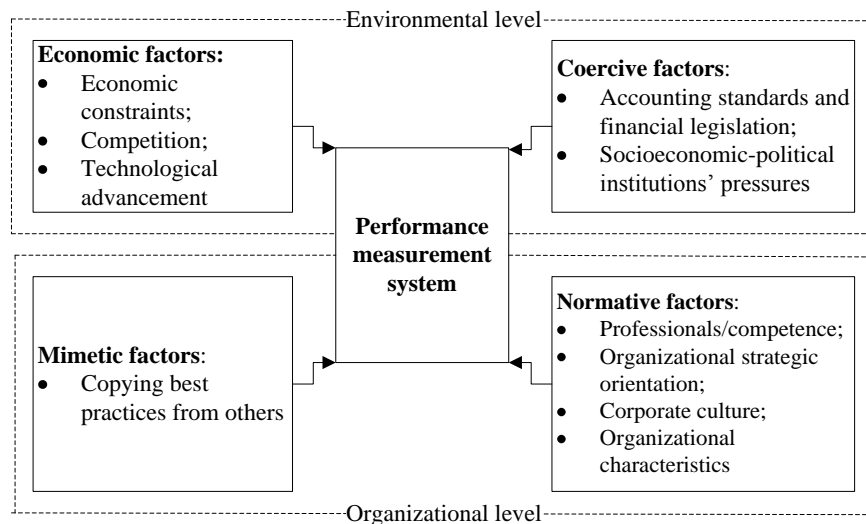 Environmental level
Economic factors:
● Economic
constraints;
● Competition;
● Technological
advancement
Coercive factors:
● Accounting standards and
financial legislation;
● Socioeconomic-political
institutions’ pressures
Performance
measurement
system
Mimetic factors:
● Copying best
practices from others
Normative factors:
● Professionals/competence;
● Organizational strategic
orientation;
● Corporate culture;
● Organizational
characteristics
Organizational level